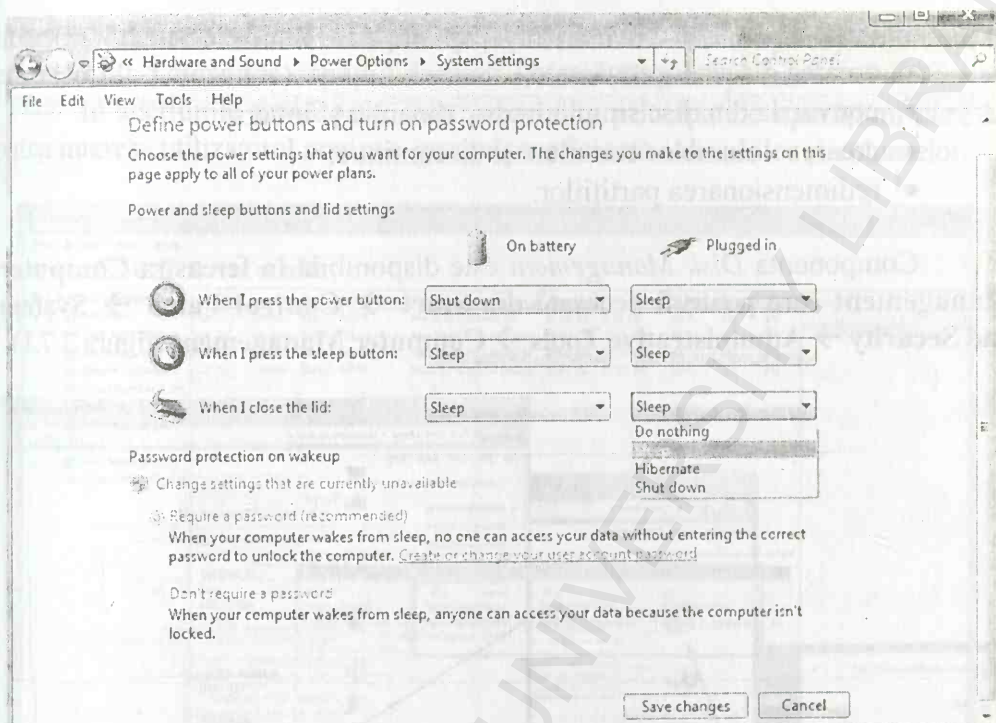 « Hardware and Sound ▸ Power Options ▸ System Settings
Search Control Panel
File Edit View Tools Help
Define power buttons and turn on password protection
Choose the power settings that you want for your computer. The changes you make to the settings on this
page apply to all of your power plans.
Power and sleep buttons and lid settings
On battery
Plugged in
When I press the power button: Shut down Sleep
When I press the sleep button: Sleep Sleep
When I close the lid: Sleep Sleep
Do nothing
Hibernate
Shut down
Password protection on wakeup
Change settings that are currently unavailable
Require a password (recommended)
When your computer wakes from sleep, no one can access your data without entering the correct
password to unlock the computer. Create or change your user account password
Don't require a password
When your computer wakes from sleep, anyone can access your data because the computer isn't
locked.
Save changes Cancel
UNIVERSITY LIBRA